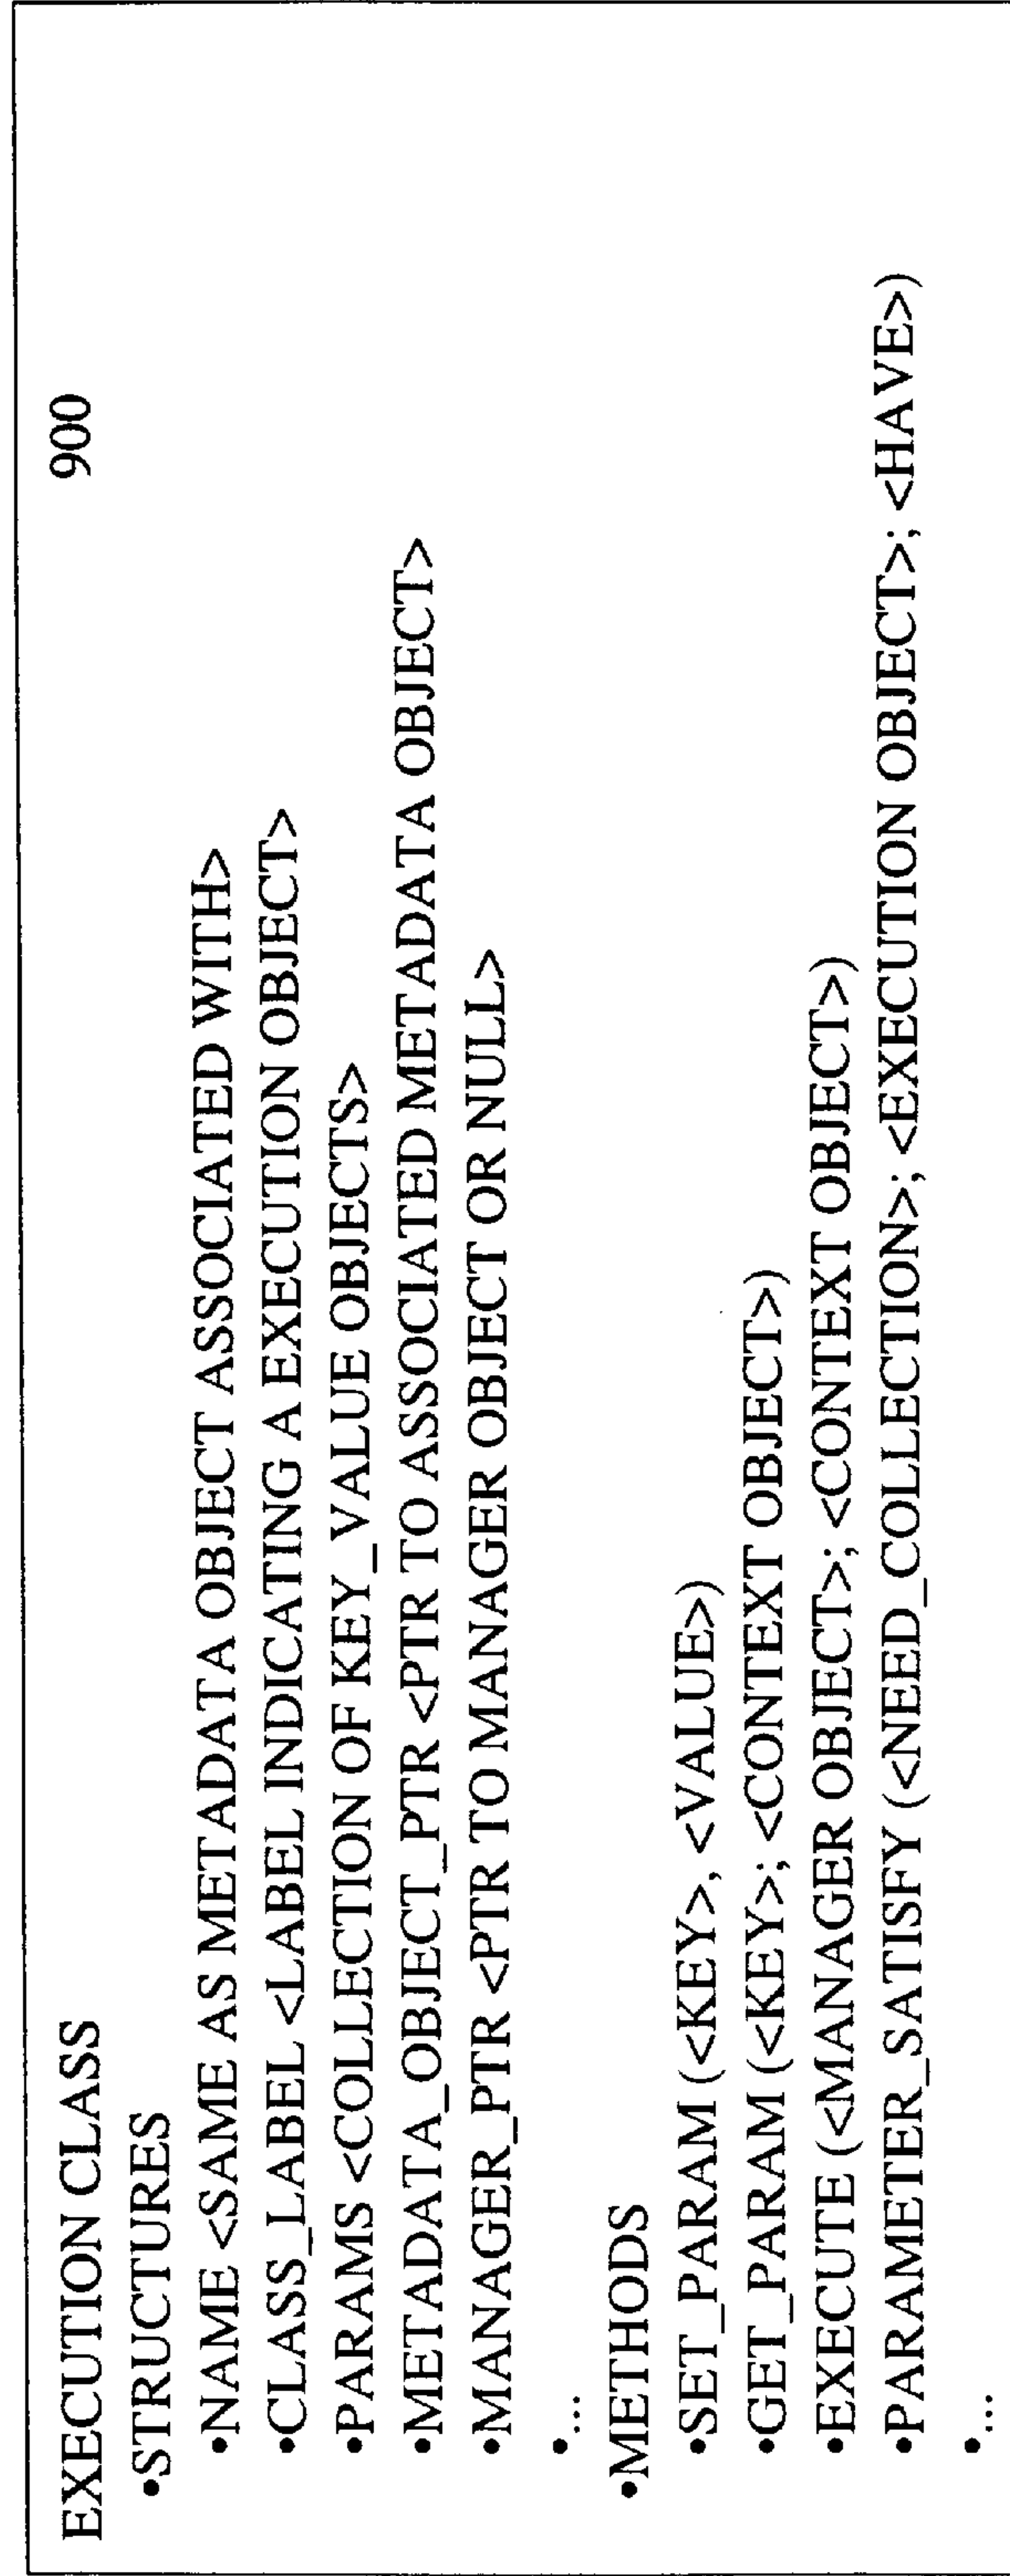 EXECUTION CLASS 900
•STRUCTURES
•NAME <SAME AS METADATA OBJECT ASSOCIATED WITH>
•CLASS_LABEL <LABEL INDICATING A EXECUTION OBJECT>
•PARAMS <COLLECTION OF KEY_VALUE OBJECTS>
•METADATA_OBJECT_PTR <PTR TO ASSOCIATED METADATA OBJECT>
•MANAGER_PTR <PTR TO MANAGER OBJECT OR NULL>
•...
•METHODS
•SET_PARAM (<KEY>, <VALUE>)
•GET_PARAM (<KEY>; <CONTEXT OBJECT>)
•EXECUTE (<MANAGER OBJECT>; <CONTEXT OBJECT>)
•PARAMETER_SATISFY (<NEED_COLLECTION>; <EXECUTION OBJECT>; <HAVE>)
•...